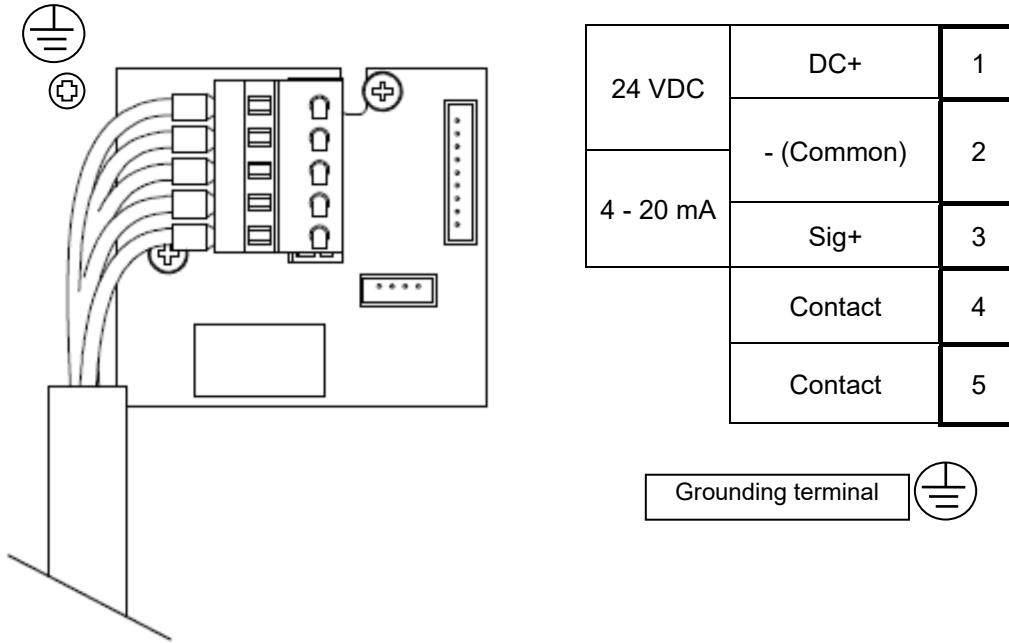 24 VDC
DC+
1
- (Common)
2
4 - 20 mA
Sig+
3
Contact
4
Contact
5
Grounding terminal